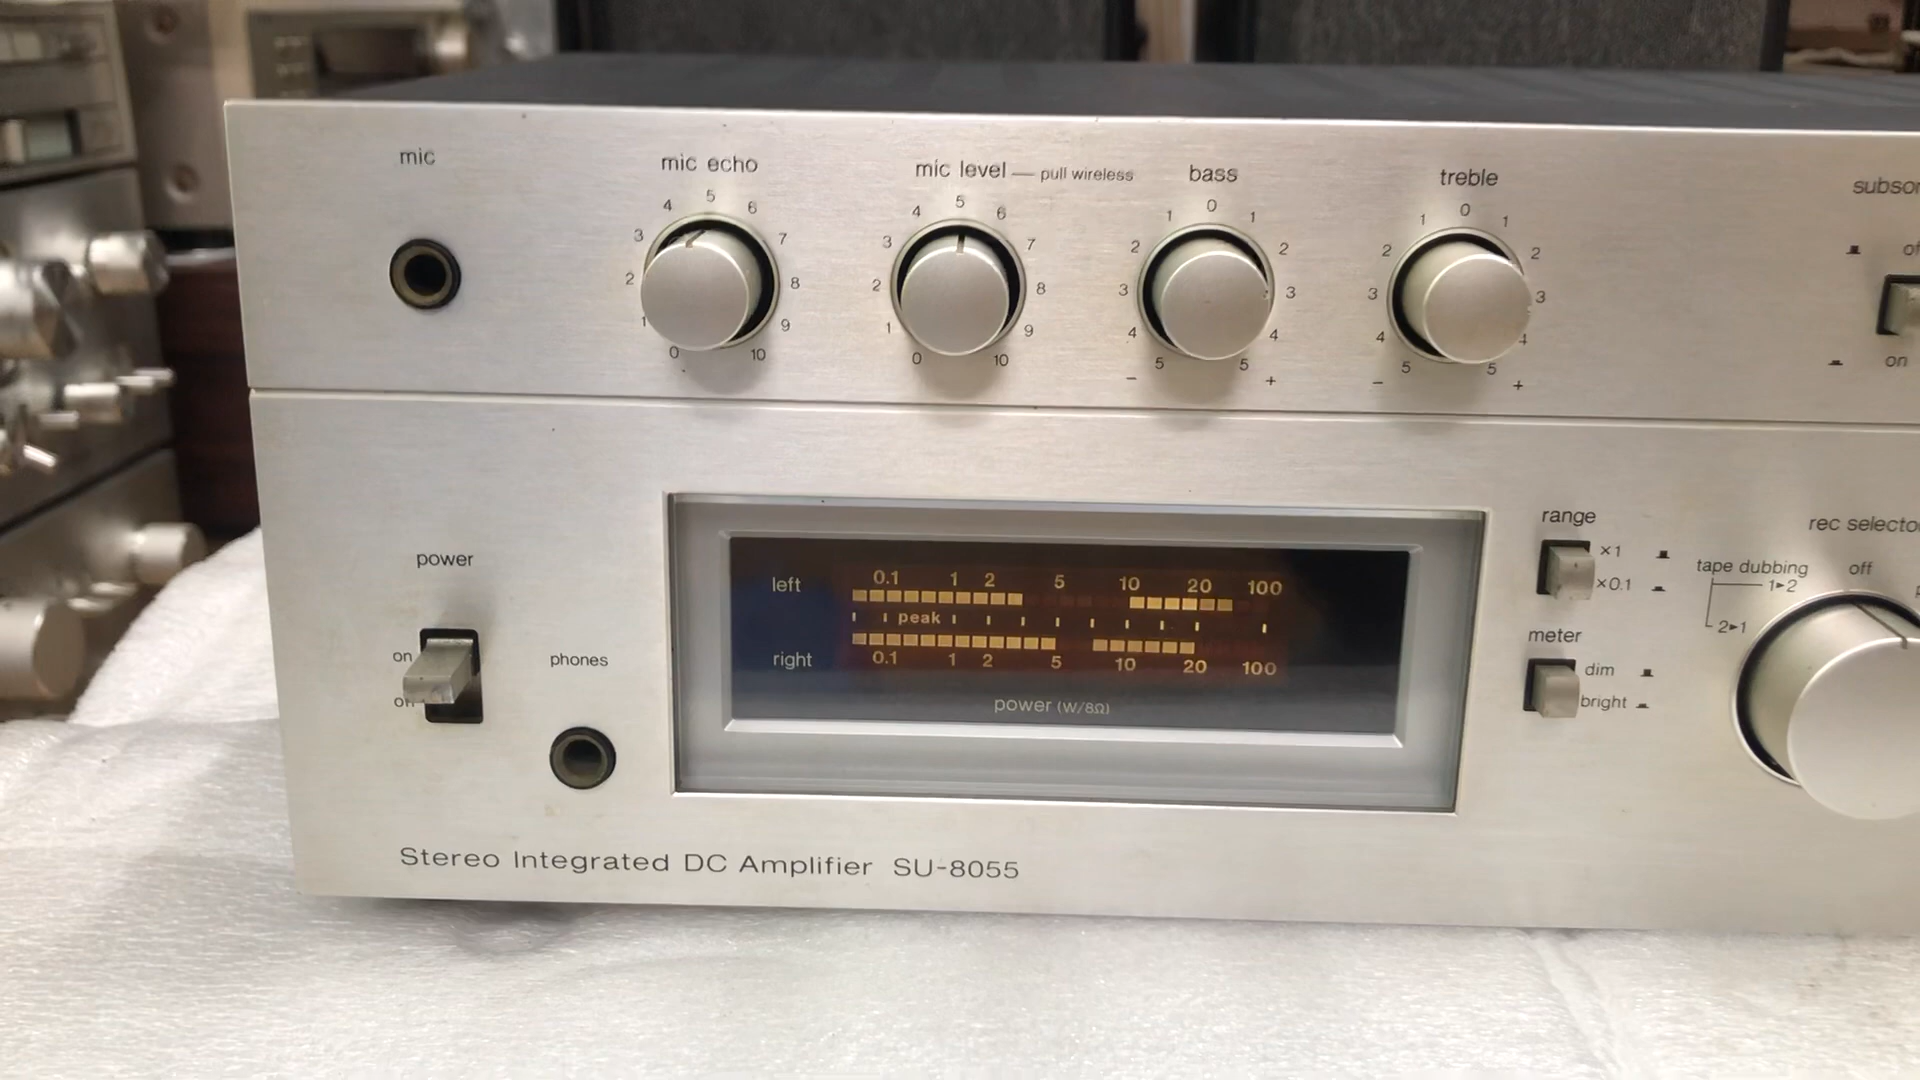 mic
mic echo
0 1 2 3 4 5 6 7 8 9 10
mic level — pull wireless
0 1 2 3 4 5 6 7 8 9 10
bass
5 4 3 2 1 0 1 2 3 4 5
− +
treble
5 4 3 2 1 0 1 2 3 4 5
− +
on
power
on
phones
left
0.1 1 2 5 10 20 100
peak
right
0.1 1 2 5 10 20 100
power (W/8Ω)
range
×1
×0.1
meter
dim
bright
tape dubbing
1▸2
2▸1
off
Stereo Integrated DC Amplifier SU-8055